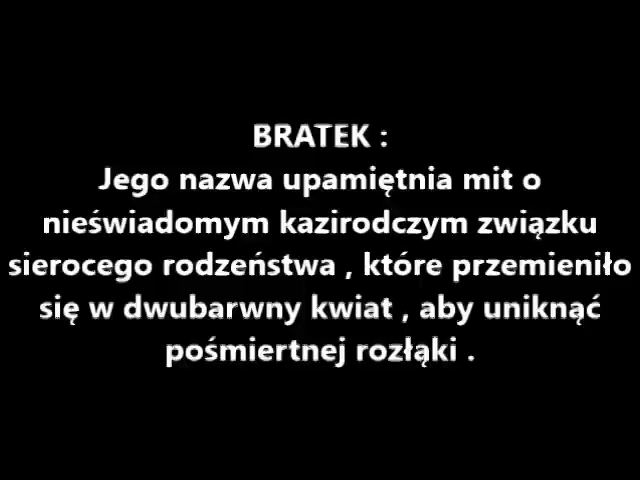 BRATEK :
Jego nazwa upamiętnia mit o
nieświadomym kazirodczym związku
sierocego rodzeństwa , które przemieniło
się w dwubarwny kwiat , aby uniknąć
pośmiertnej rozłąki .